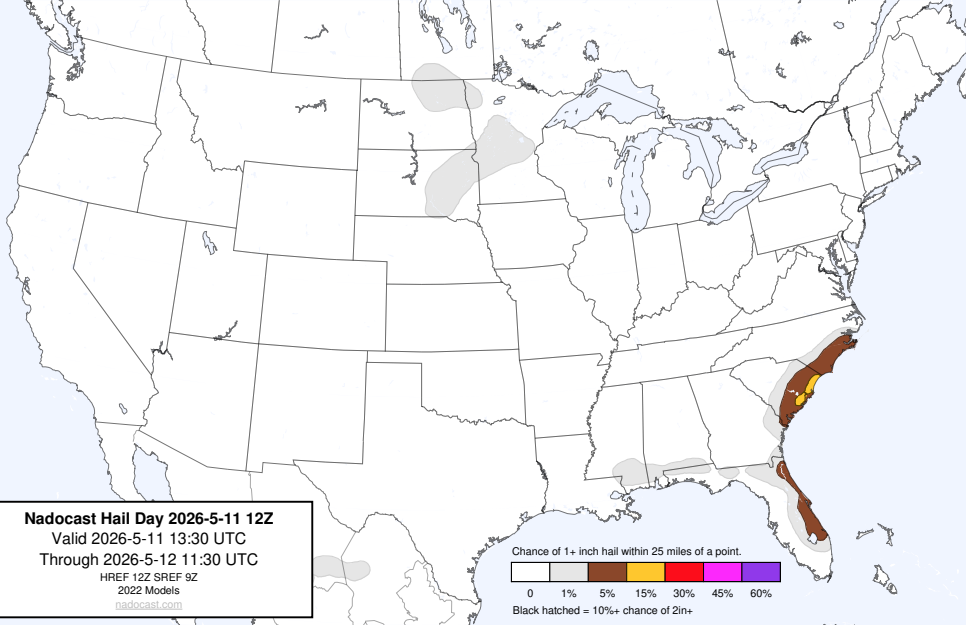 Nadocast Hail Day 2026-5-11 12Z
Valid 2026-5-11 13:30 UTC
Through 2026-5-12 11:30 UTC
HREF 12Z SREF 9Z
2022 Models
nadocast.com
Chance of 1+ inch hail within 25 miles of a point.
0 1% 5% 15% 30% 45% 60%
Black hatched = 10%+ chance of 2in+